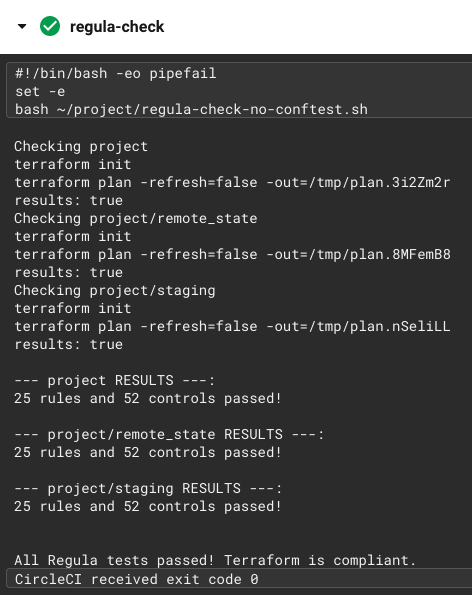 regula-check
#!/bin/bash -eo pipefail
set -e
bash ~/project/regula-check-no-conftest.sh
Checking project
terraform init
terraform plan -refresh=false -out=/tmp/plan.3i2Zm2r
results: true
Checking project/remote_state
terraform init
terraform plan -refresh=false -out=/tmp/plan.8MFemB8
results: true
Checking project/staging
terraform init
terraform plan -refresh=false -out=/tmp/plan.nSeliLL
results: true
--- project RESULTS ---:
25 rules and 52 controls passed!
--- project/remote_state RESULTS ---:
25 rules and 52 controls passed!
--- project/staging RESULTS ---:
25 rules and 52 controls passed!
All Regula tests passed! Terraform is compliant.
CircleCI received exit code 0